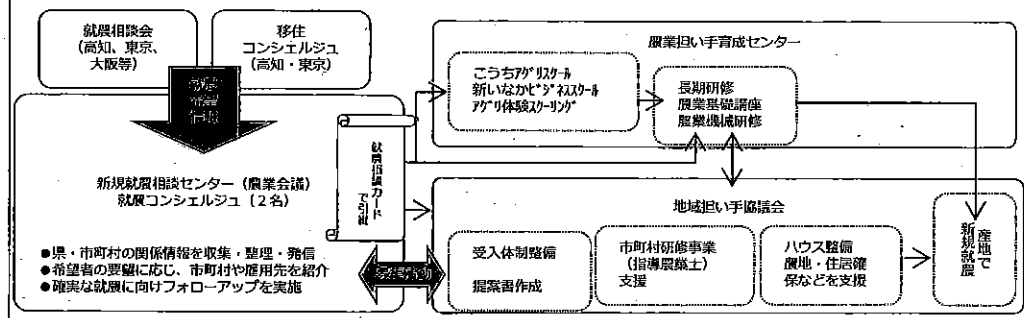 就農相談会
(高知、東京、
大阪等)
移住
コンシェルジュ
(高知・東京)
新規就農相談センター（農業会議）
就農コンシェルジュ（2名）
●県・市町村の関係情報を収集・整理・発信
●希望者の要望に応じ、市町村や雇用先を紹介
●確実な就農に向けフォローアップを実施
就農相談カード
で引継
農業担い手育成センター
こうちｱｸﾞﾘｽｸｰﾙ
新いなかﾋﾞｼﾞﾈｽｽｸｰﾙ
ｱｸﾞﾘ体験ｽｸｰﾘﾝｸﾞ
長期研修
農業基礎講座
農業機械研修
地域担い手協議会
受入体制整備
提案書作成
市町村研修事業
(指導農業士)
支援
ハウス整備
農地・住居確
保などを支援
産地で
新規就農